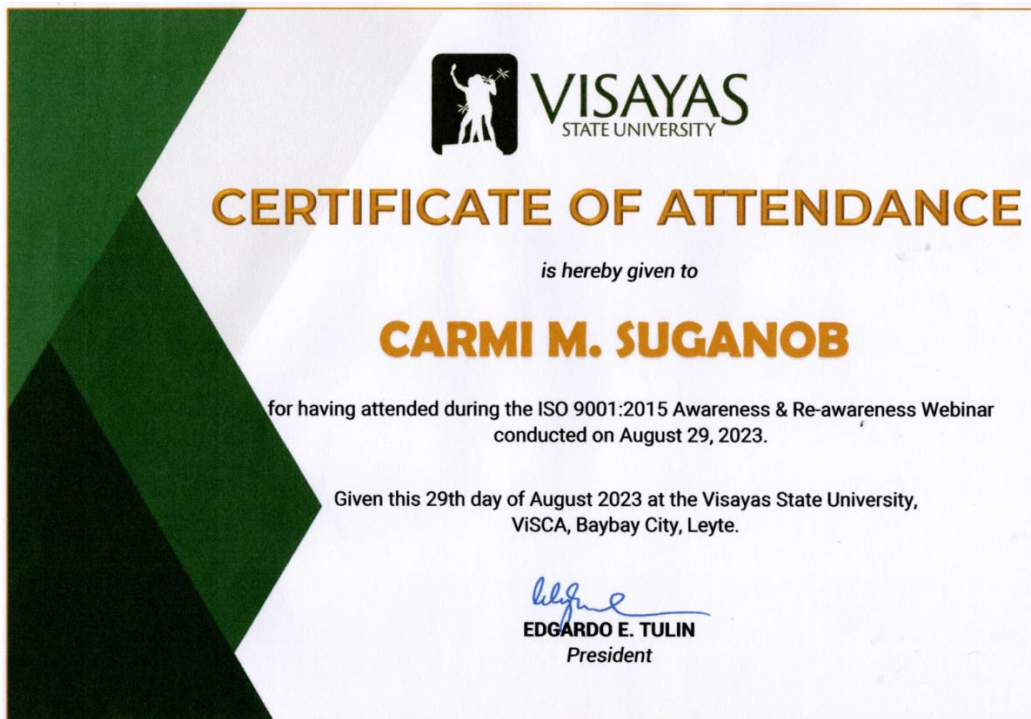 VISAYAS
STATE UNIVERSITY
CERTIFICATE OF ATTENDANCE
is hereby given to
CARMI M. SUGANOB
for having attended during the ISO 9001:2015 Awareness & Re-awareness Webinar
conducted on August 29, 2023.
Given this 29th day of August 2023 at the Visayas State University,
ViSCA, Baybay City, Leyte.
EDGARDO E. TULIN
President